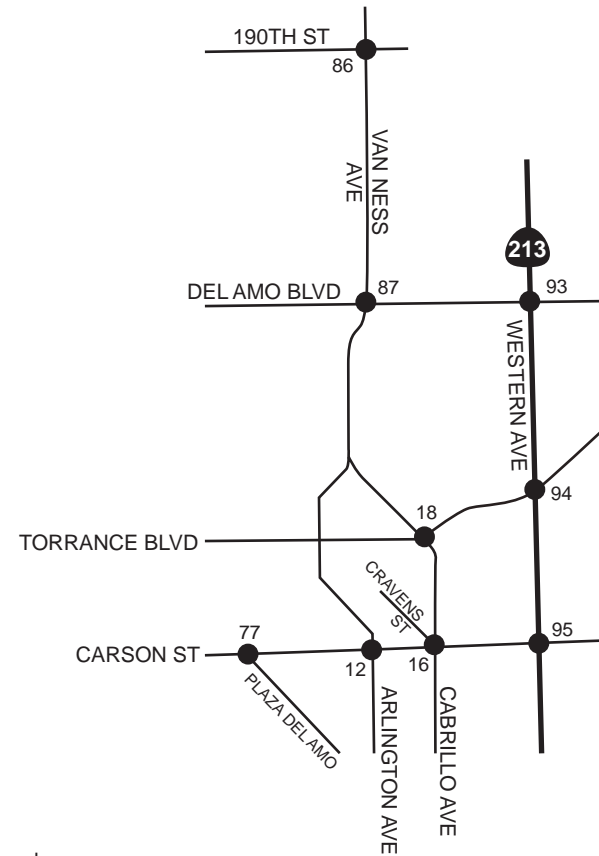 190TH ST
86
VAN NESS
AVE
213
DEL AMO BLVD
87
93
WESTERN AVE
94
18
TORRANCE BLVD
CRAVENS
ST
77
95
CARSON ST
12
16
PLAZA DEL AMO
ARLINGTON AVE
CABRILLO AVE